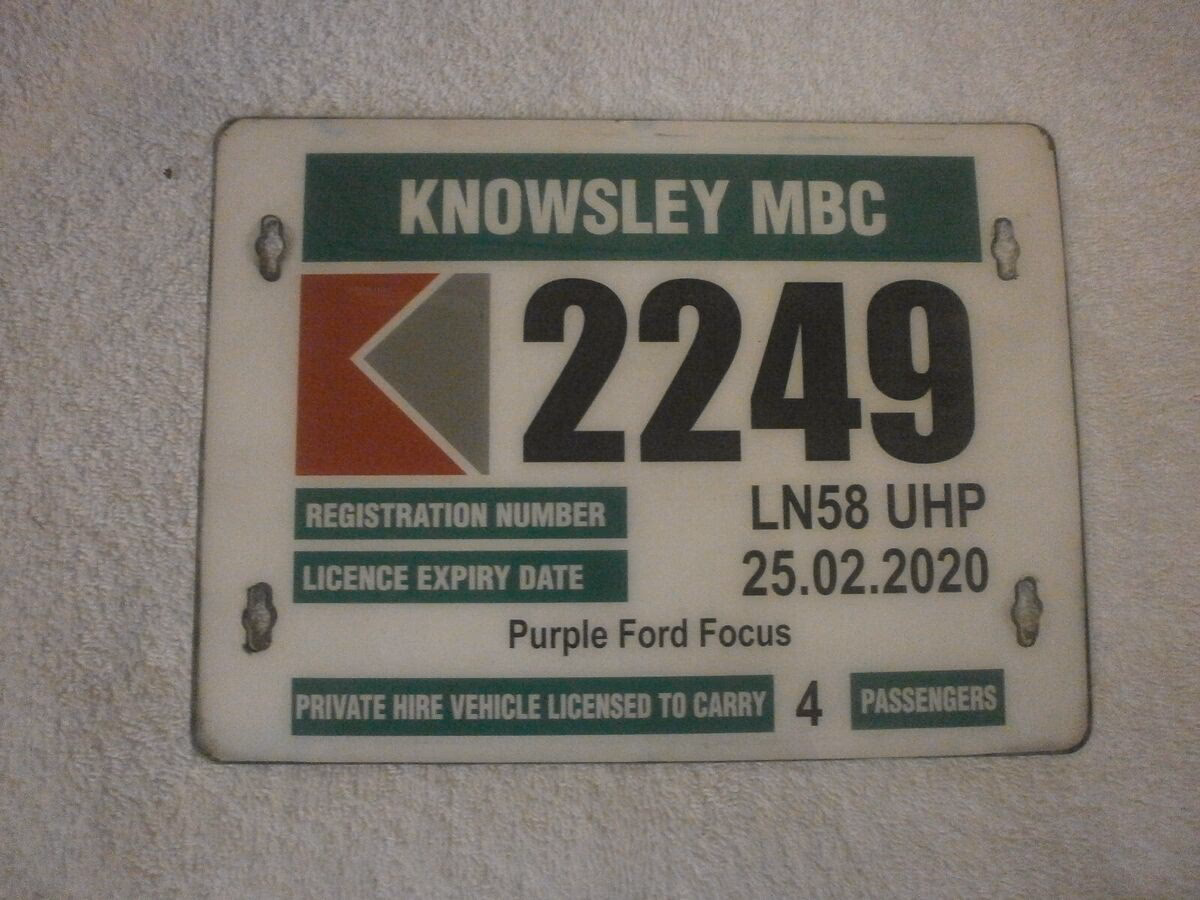 KNOWSLEY MBC
2249
REGISTRATION NUMBER LN58 UHP
LICENCE EXPIRY DATE 25.02.2020
Purple Ford Focus
PRIVATE HIRE VEHICLE LICENSED TO CARRY 4 PASSENGERS